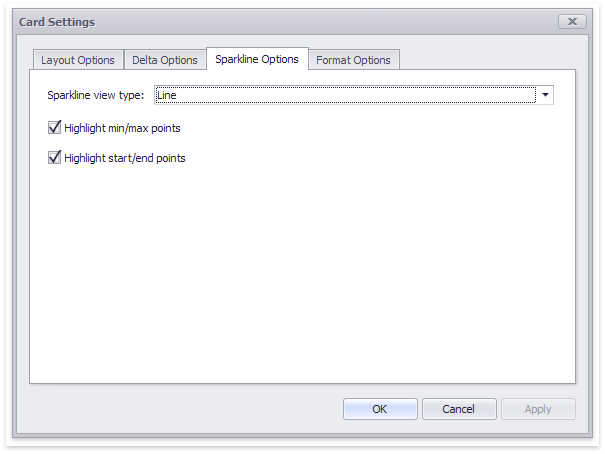 Card Settings
Layout Options Delta Options Sparkline Options Format Options
Sparkline view type: Line
Highlight min/max points
Highlight start/end points
OK Cancel Apply